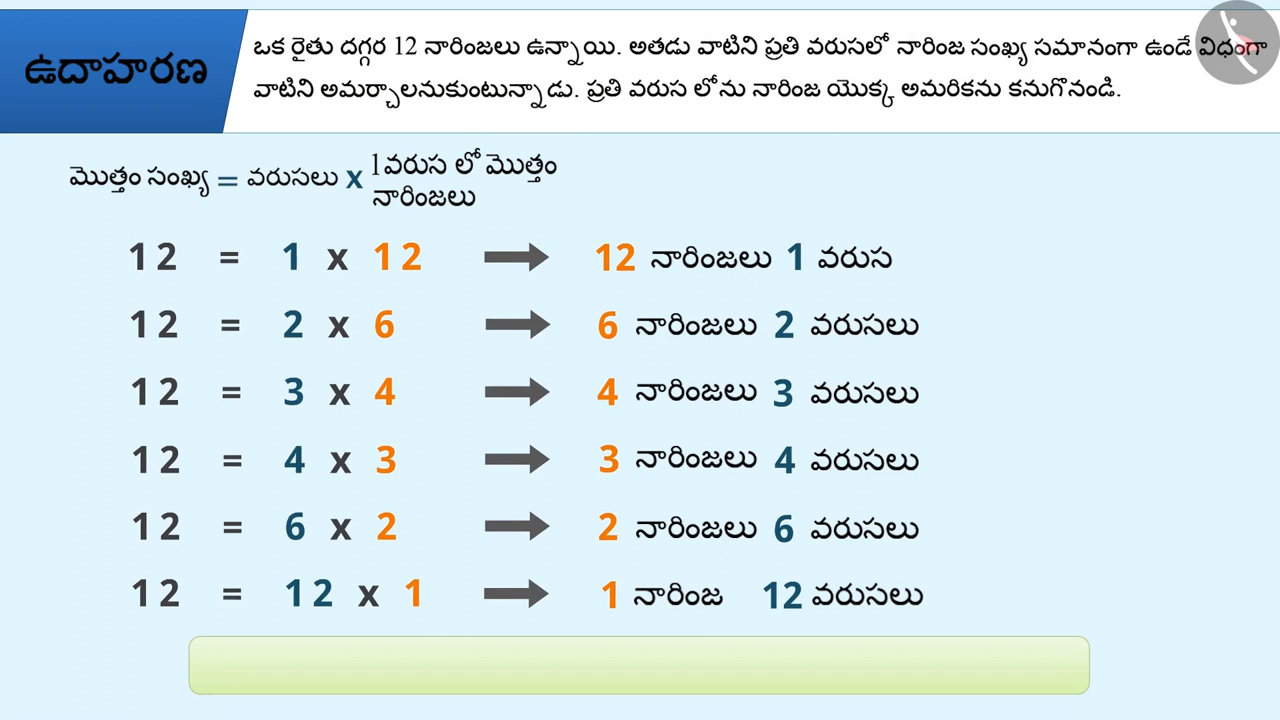 ఉదాహరణ
ఒక రైతు దగ్గర 12 నారింజలు ఉన్నాయి. అతడు వాటిని ప్రతి వరుసలో నారింజ సంఖ్య సమానంగా ఉండే విధంగా
వాటిని అమర్చాలనుకుంటున్నాడు. ప్రతి వరుస లోను నారింజ యొక్క అమరికను కనుగొనండి.
మొత్తం సంఖ్య = వరుసలు x 1వరుస లో మొత్తం
నారింజలు
12 = 1 x 12 → 12 నారింజలు 1 వరుస
12 = 2 x 6 → 6 నారింజలు 2 వరుసలు
12 = 3 x 4 → 4 నారింజలు 3 వరుసలు
12 = 4 x 3 → 3 నారింజలు 4 వరుసలు
12 = 6 x 2 → 2 నారింజలు 6 వరుసలు
12 = 12 x 1 → 1 నారింజ 12 వరుసలు